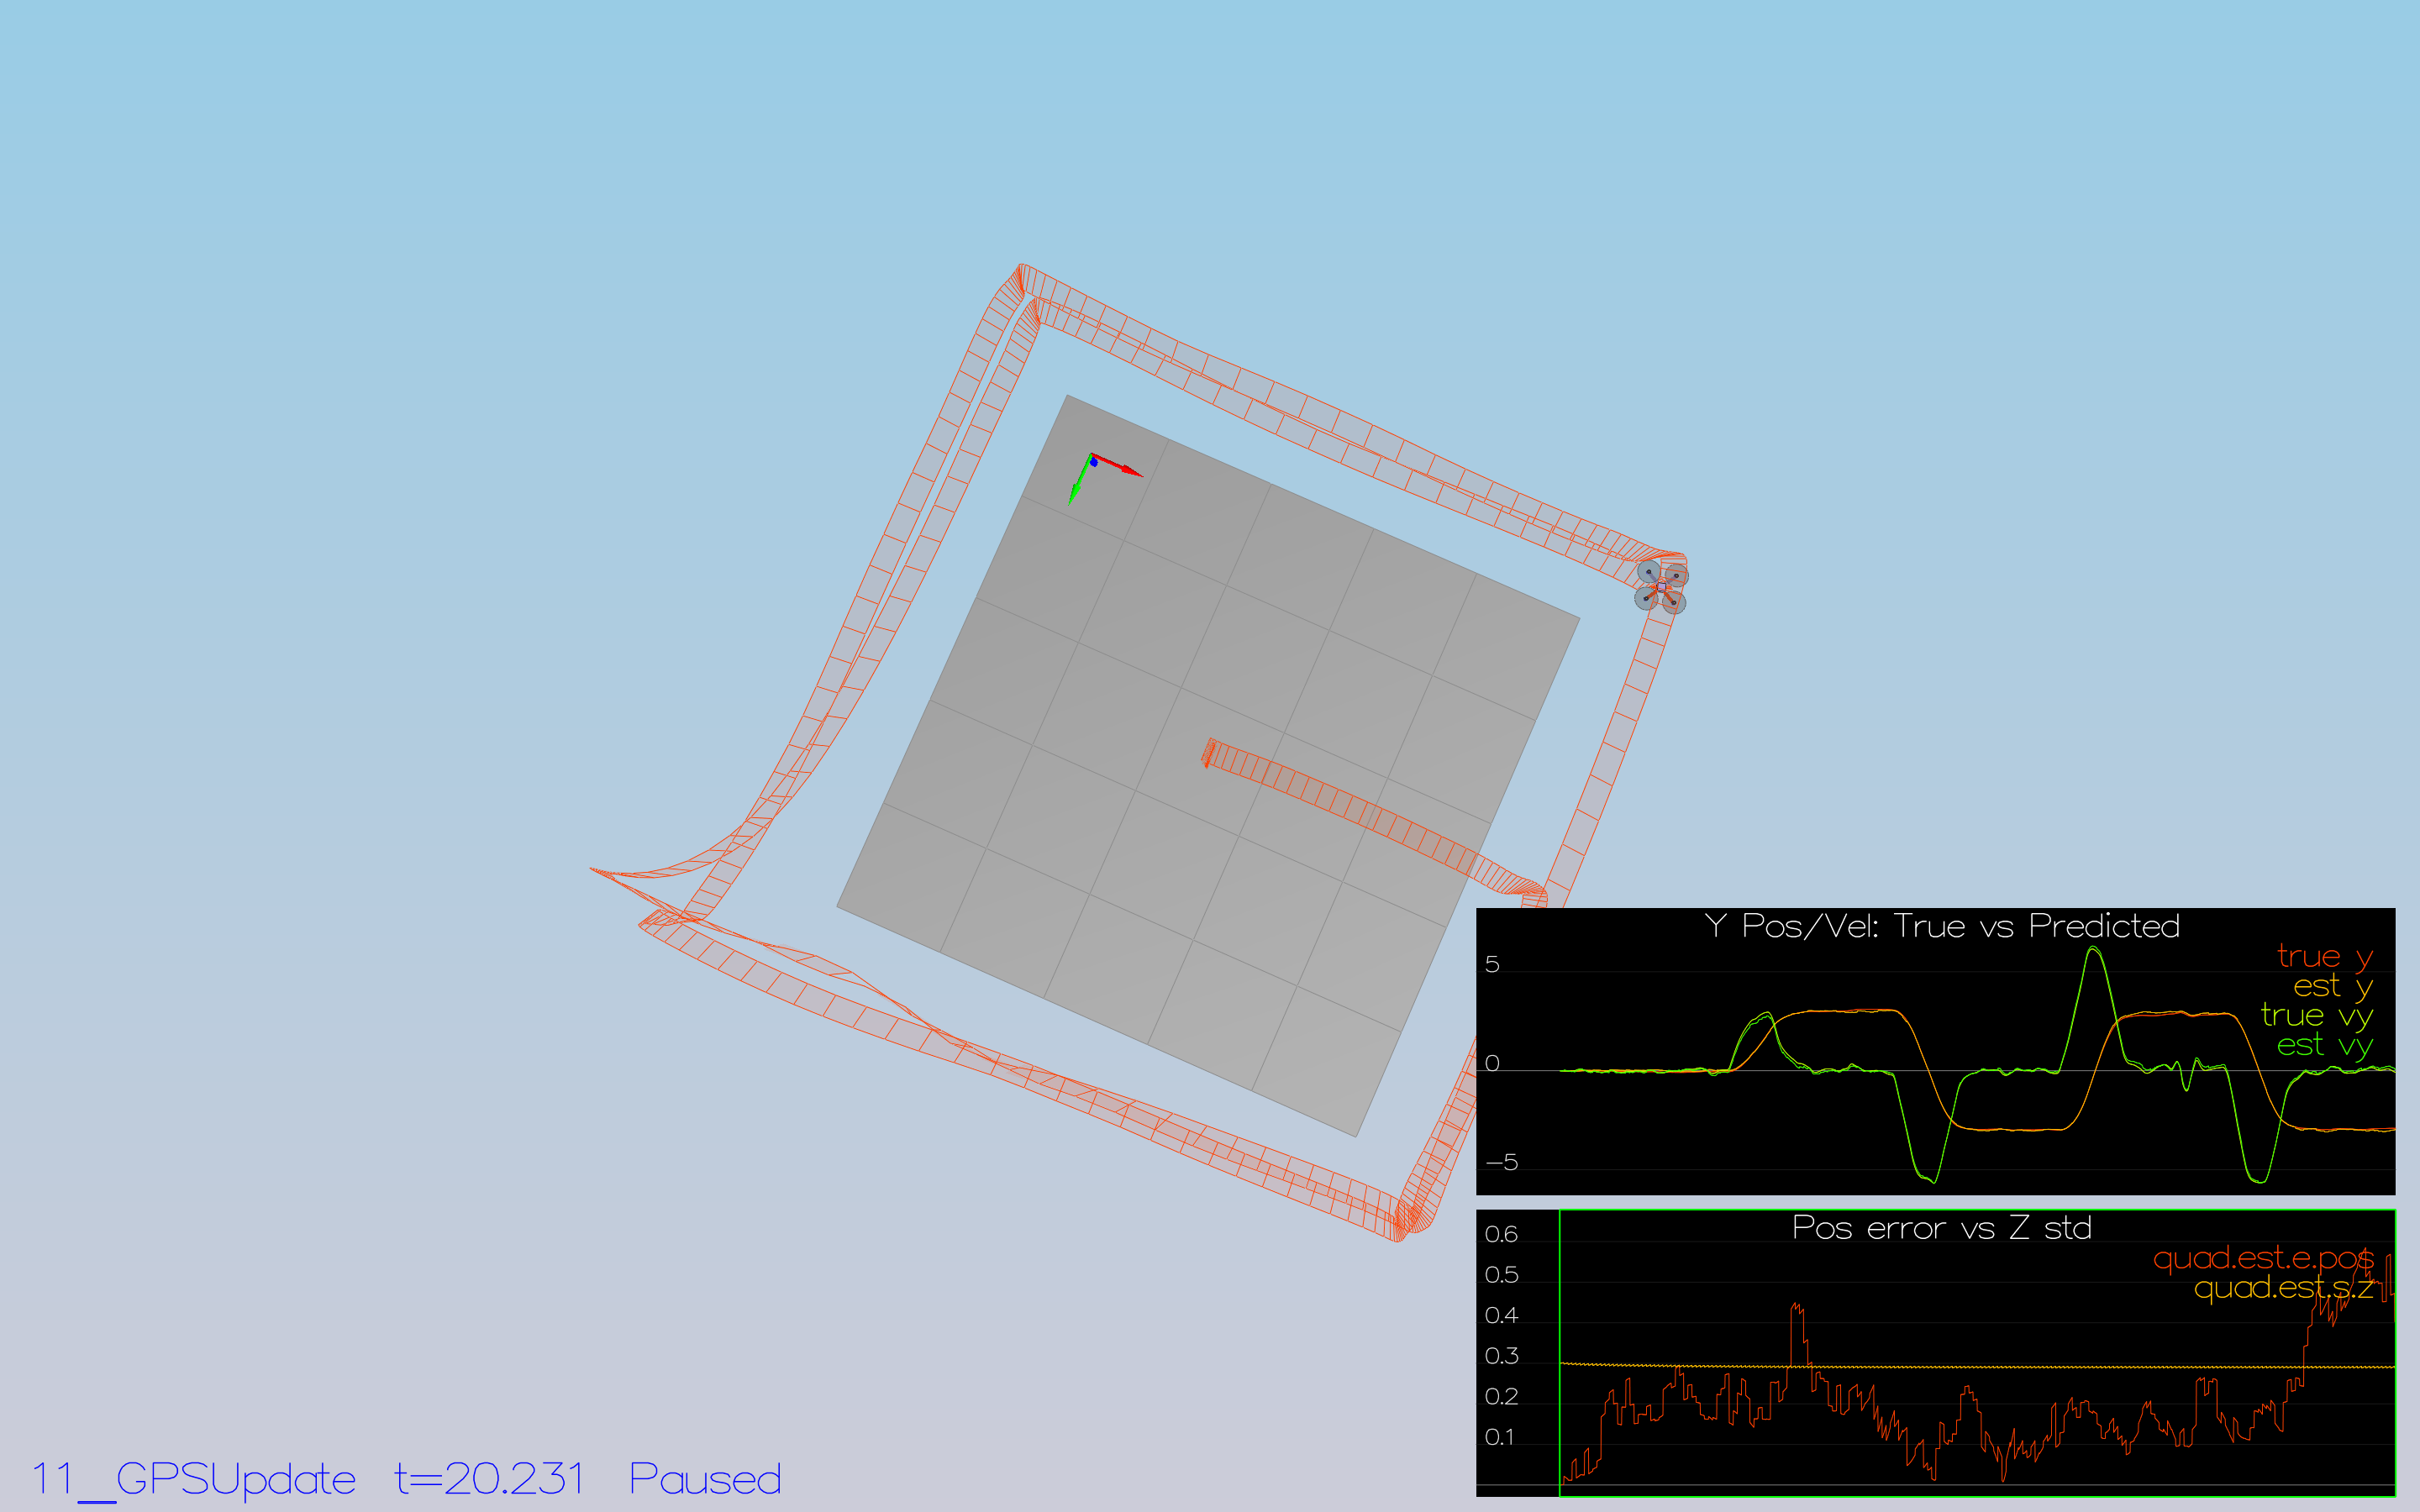 Y Pos/Vel: True vs Predicted
5
0
-5
true y
est y
true vy
est vy
Pos error vs Z std
0.6
0.5
0.4
0.3
0.2
0.1
quad.est.e.pos
quad.est.s.z
11__GPSUpdate t=20.231 Paused